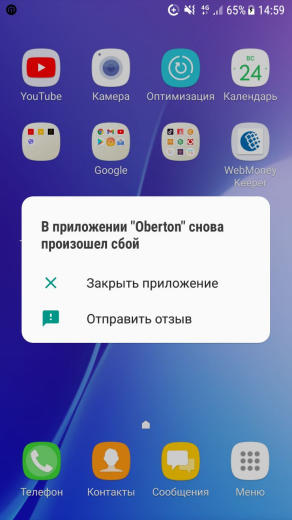 4G
65%
14:59
ВС
24
YouTube
Камера
Оптимизация
Календарь
Google
WebMoney
Keeper
В приложении "Oberton" снова
произошел сбой
Закрыть приложение
Отправить отзыв
Телефон
Контакты
Сообщения
Меню